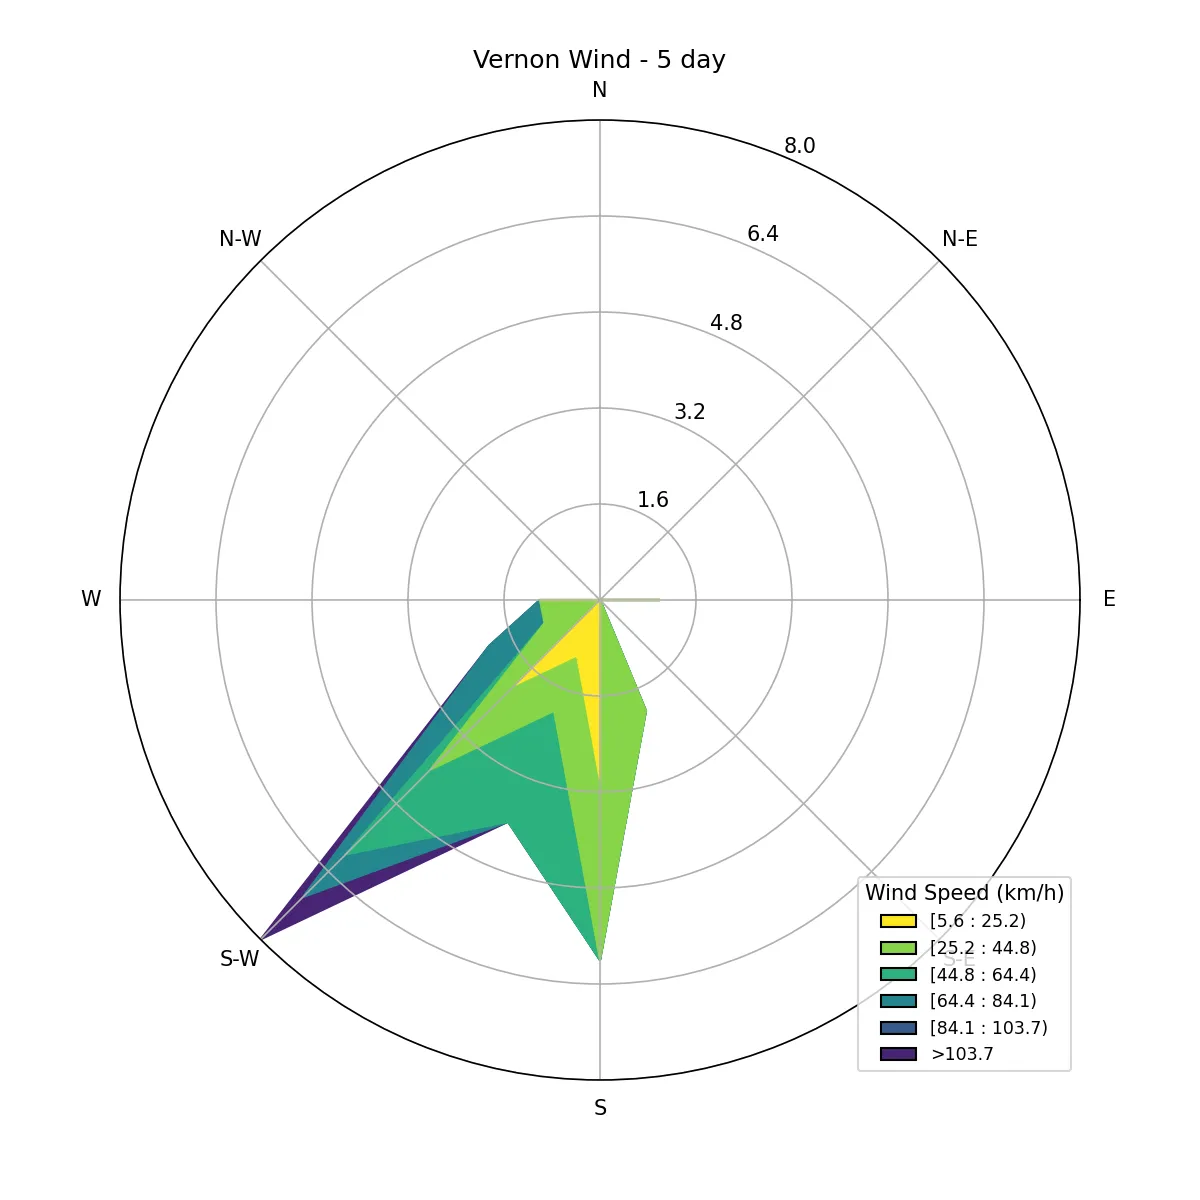 Vernon Wind - 5 day
N
8.0
N-W
6.4
N-E
4.8
3.2
1.6
W
E
S-W
S-E
S
Wind Speed (km/h)
[5.6 : 25.2)
[25.2 : 44.8)
[44.8 : 64.4)
[64.4 : 84.1)
[84.1 : 103.7)
>103.7